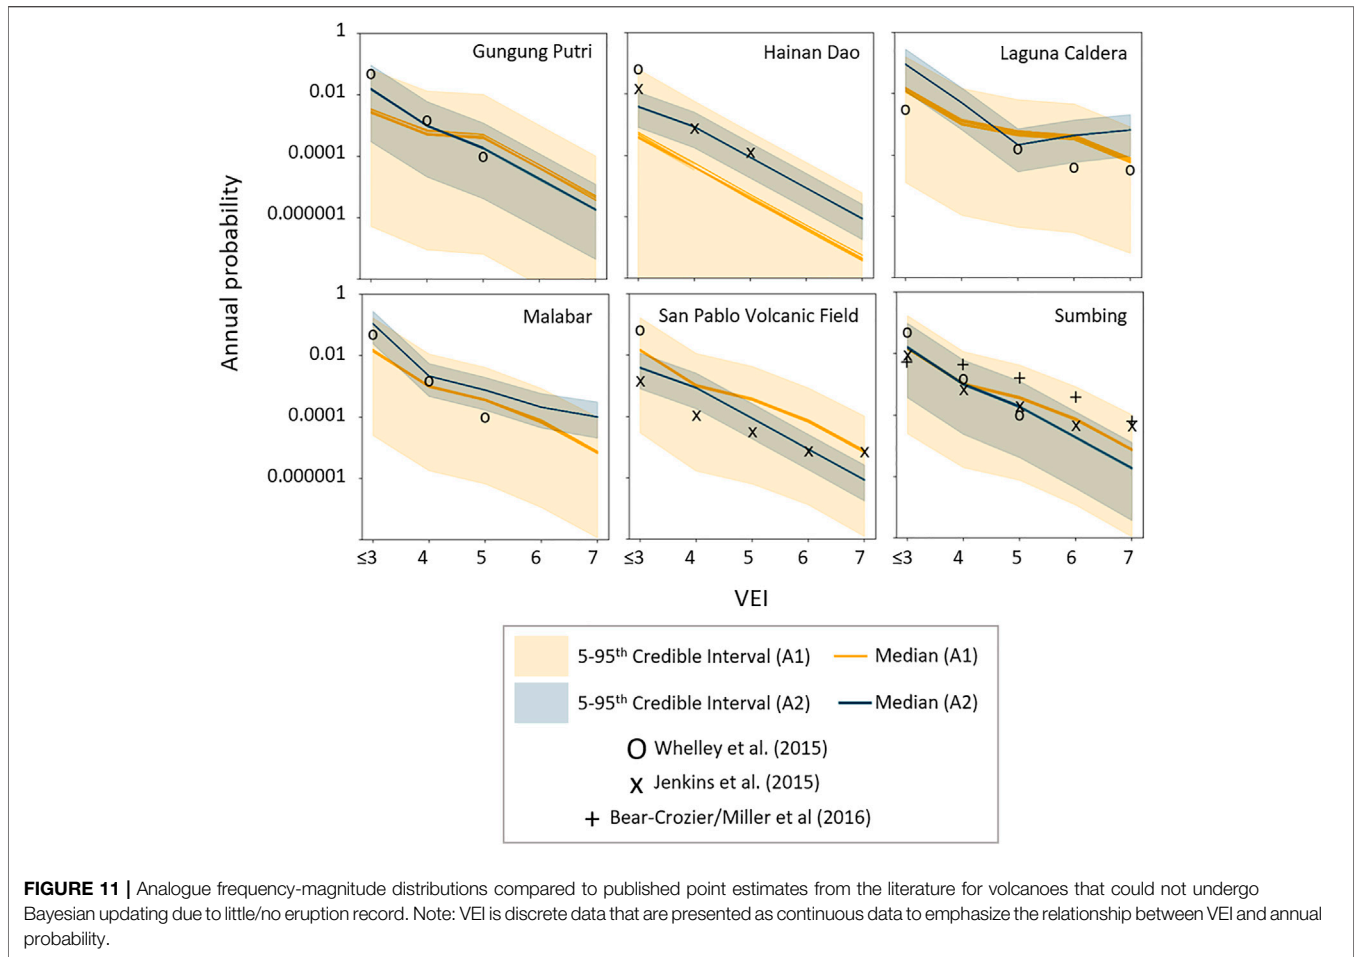 1
0.01
0.0001
0.000001
Gungung Putri
Hainan Dao
Laguna Caldera
Annual probability
1
0.01
0.0001
0.000001
Malabar
San Pablo Volcanic Field
Sumbing
≤3 4 5 6 7
≤3 4 5 6 7
≤3 4 5 6 7
VEI
5-95th Credible Interval (A1) Median (A1)
5-95th Credible Interval (A2) Median (A2)
O Whelley et al. (2015)
x Jenkins et al. (2015)
+ Bear-Crozier/Miller et al (2016)
FIGURE 11 | Analogue frequency-magnitude distributions compared to published point estimates from the literature for volcanoes that could not undergo
Bayesian updating due to little/no eruption record. Note: VEI is discrete data that are presented as continuous data to emphasize the relationship between VEI and annual
probability.